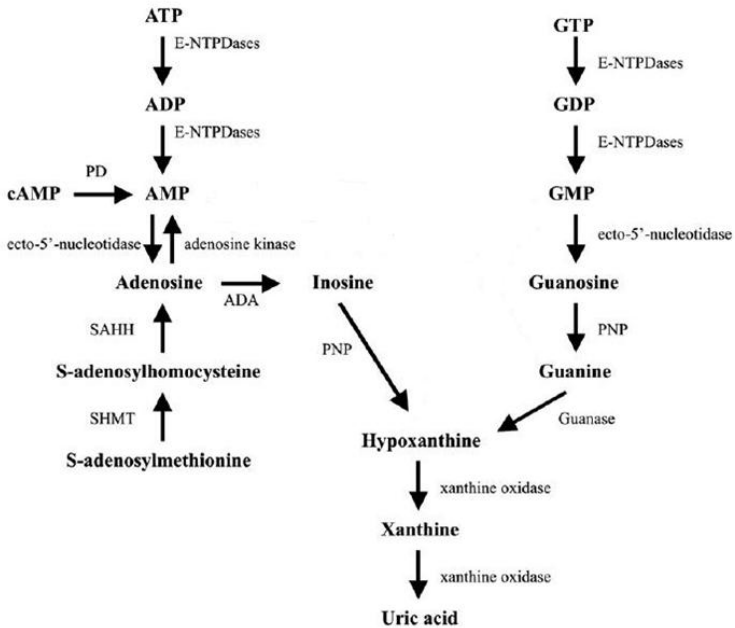 ATP
GTP
E-NTPDases
E-NTPDases
ADP
GDP
E-NTPDases
E-NTPDases
PD
cAMP
AMP
GMP
ecto-5’-nucleotidase
adenosine kinase
ecto-5’-nucleotidase
Adenosine
ADA
Inosine
Guanosine
SAHH
PNP
PNP
S-adenosylhomocysteine
Guanine
SHMT
Guanase
Hypoxanthine
S-adenosylmethionine
xanthine oxidase
Xanthine
xanthine oxidase
Uric acid